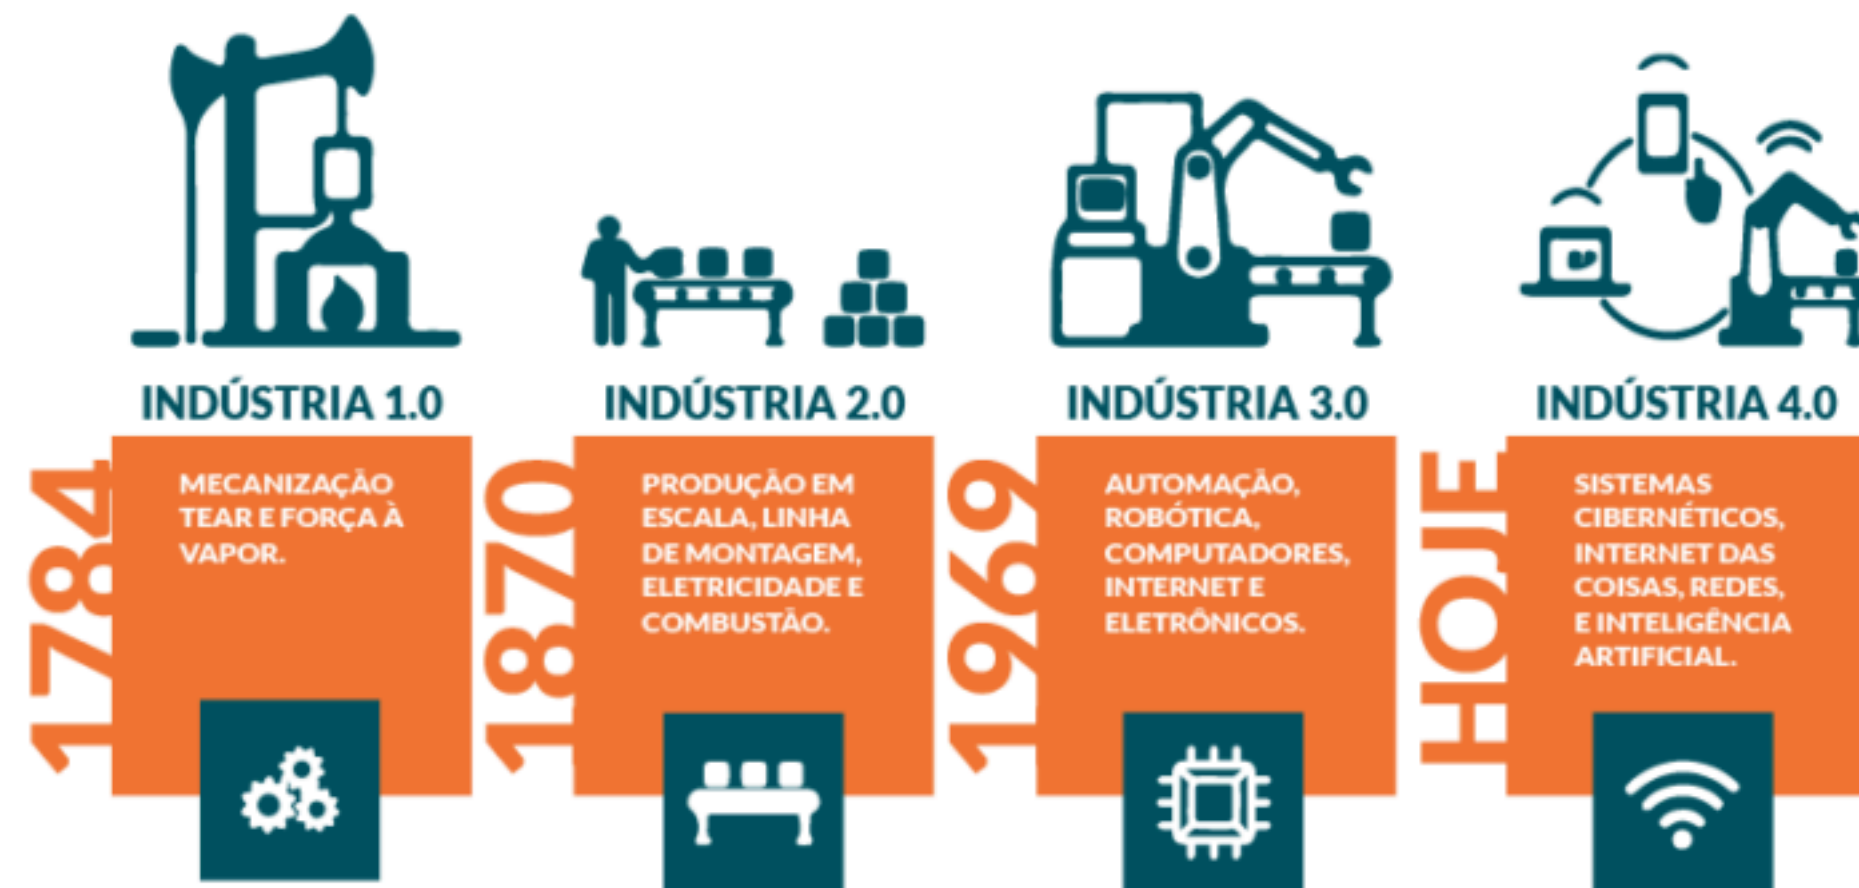 INDÚSTRIA 1.0
1784
MECANIZAÇÃO
TEAR E FORÇA À
VAPOR.
INDÚSTRIA 2.0
1870
PRODUÇÃO EM
ESCALA, LINHA
DE MONTAGEM,
ELETRICIDADE E
COMBUSTÃO.
INDÚSTRIA 3.0
1969
AUTOMAÇÃO,
ROBÓTICA,
COMPUTADORES,
INTERNET E
ELETRÔNICOS.
INDÚSTRIA 4.0
HOJE
SISTEMAS
CIBERNÉTICOS,
INTERNET DAS
COISAS, REDES,
E INTELIGÊNCIA
ARTIFICIAL.